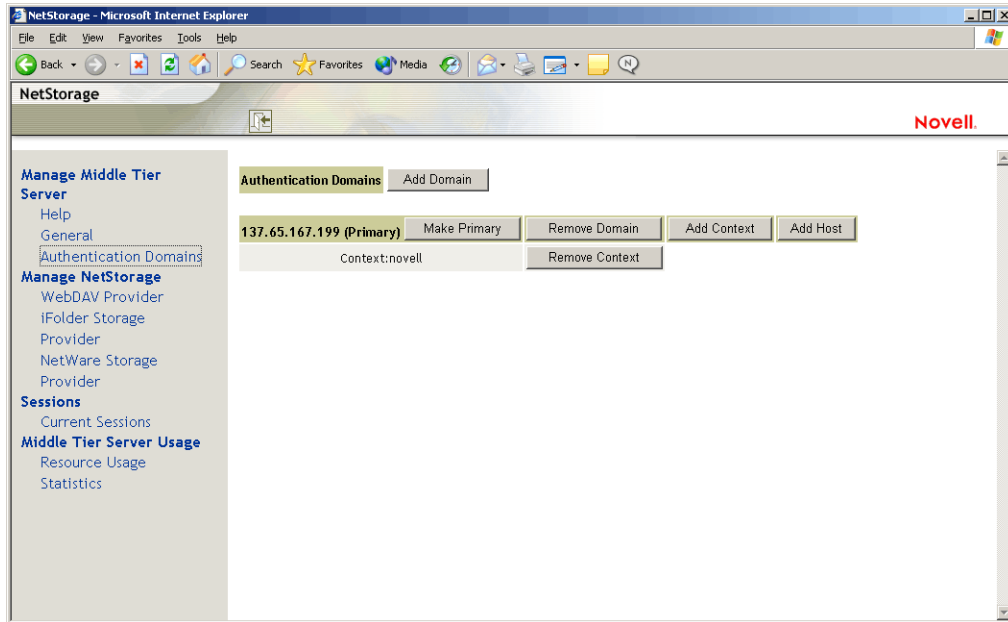 NetStorage - Microsoft Internet Explorer
File Edit View Favorites Tools Help
Back Search Favorites Media
NetStorage
Novell.
Manage Middle Tier
Server
Help
General
Authentication Domains
Manage NetStorage
WebDAV Provider
iFolder Storage
Provider
NetWare Storage
Provider
Sessions
Current Sessions
Middle Tier Server Usage
Resource Usage
Statistics
Authentication Domains Add Domain
137.65.167.199 (Primary) Make Primary Remove Domain Add Context Add Host
Context:novell Remove Context